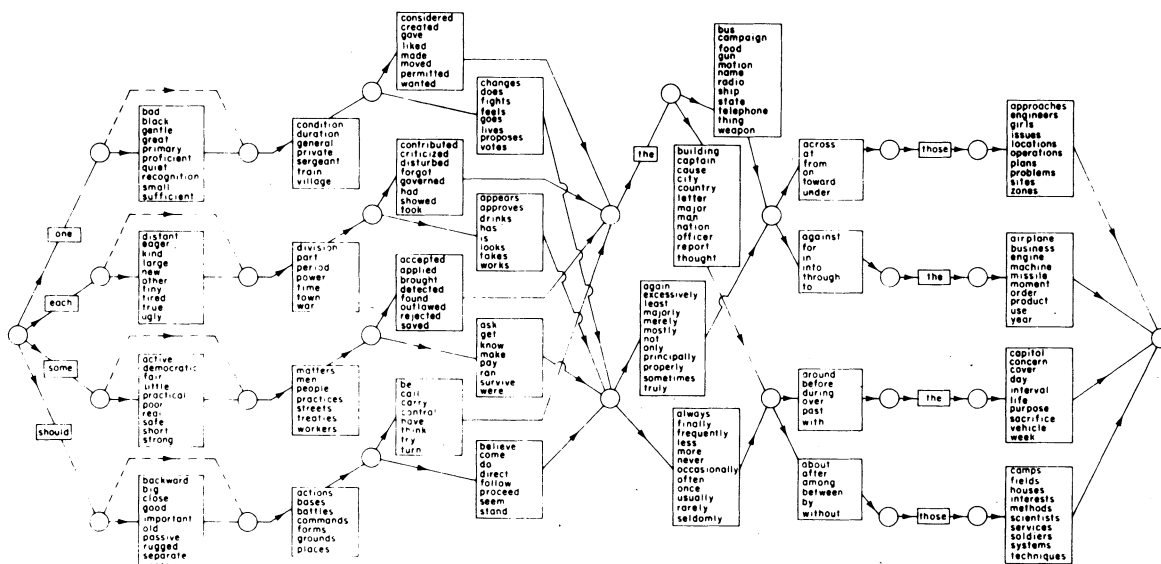 one
each
some
should
bad
black
gentle
great
primary
proficient
quiet
recognition
small
sufficient
distant
eager
kind
large
new
other
tiny
tired
true
ugly
active
democratic
fair
little
practical
poor
real
safe
short
strong
backward
big
close
good
important
old
passive
rugged
separate
condition
duration
general
private
sergeant
train
village
division
part
period
power
time
town
war
matters
men
people
practices
streets
treaties
workers
actions
bases
battles
commands
forms
grounds
places
considered
created
gave
liked
made
moved
permitted
wanted
changes
does
fights
feels
goes
lives
proposes
votes
contributed
criticized
disturbed
forgot
governed
had
showed
took
appears
approves
drinks
has
is
looks
takes
works
accepted
applied
brought
detected
found
outlawed
rejected
saved
ask
get
know
make
pay
ran
survive
were
be
call
carry
control
have
think
try
turn
believe
come
do
direct
follow
proceed
seem
stand
the
bus
campaign
food
gun
motion
name
radio
ship
state
telephone
thing
weapon
building
captain
cause
city
country
letter
major
man
nation
officer
report
thought
again
excessively
least
majorly
merely
mostly
not
only
principally
properly
sometimes
truly
always
finally
frequently
less
more
never
occasionally
often
once
usually
rarely
seldomly
across
at
from
on
toward
under
against
for
in
into
through
to
around
before
during
over
past
with
about
after
among
between
by
without
those
the
the
those
approaches
engineers
girls
issues
locations
operations
plans
problems
sites
zones
airplane
business
engine
machine
missile
moment
order
product
use
year
capital
concern
cover
day
interval
life
purpose
sacrifice
vehicle
week
camps
fields
houses
interests
methods
scientists
services
soldiers
systems
techniques